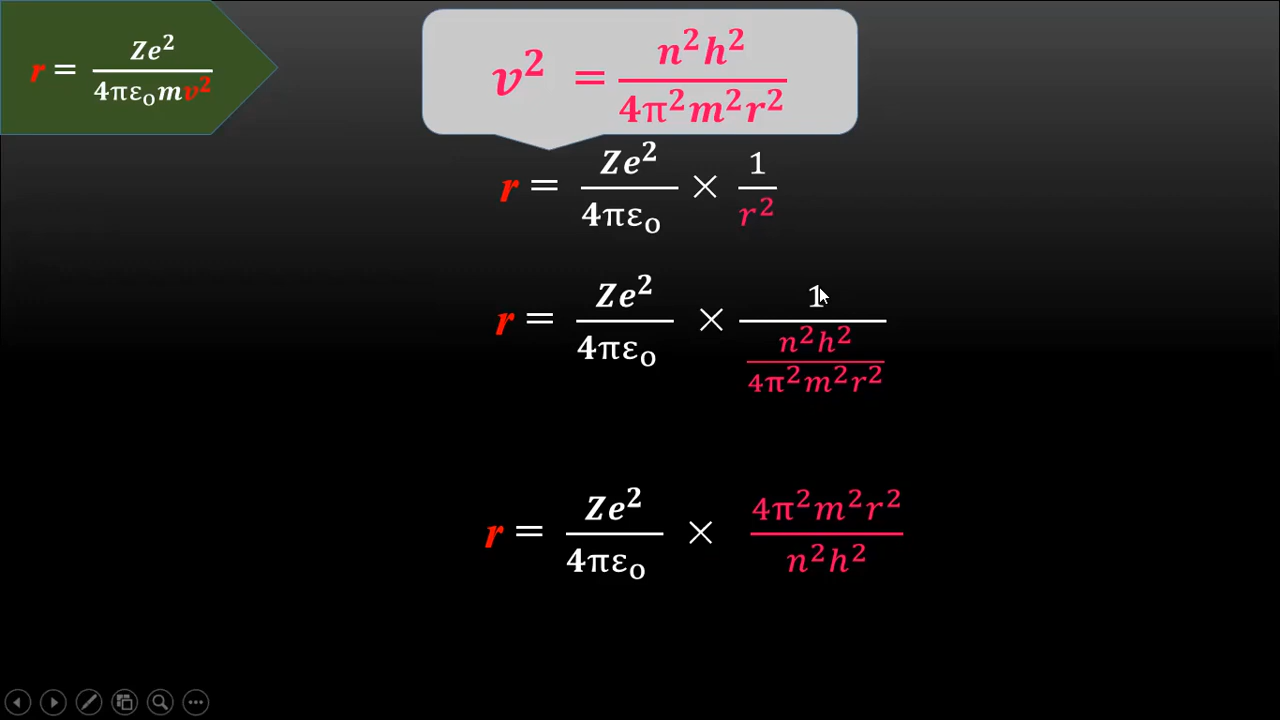 r = Ze² / 4πε₀mv²
v² = n²h² / 4π²m²r²
r = Ze² / 4πε₀ × 1 / r²
r = Ze² / 4πε₀ × 1 / (n²h² / 4π²m²r²)
r = Ze² / 4πε₀ × 4π²m²r² / n²h²